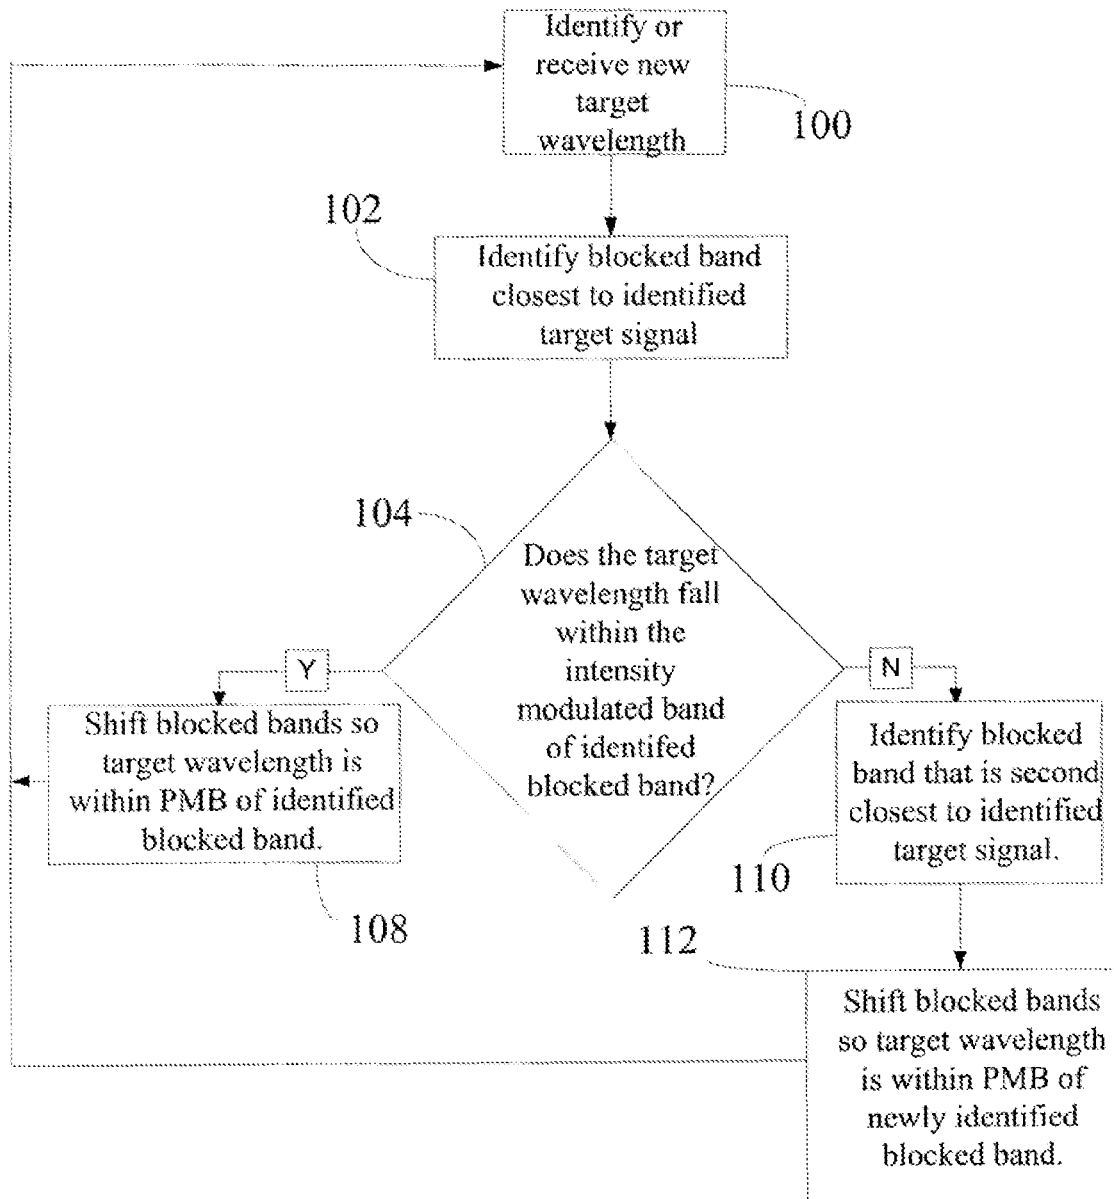 Identify or
receive new
target
wavelength
100
102
Identify blocked band
closest to identified
target signal
104
Does the target
wavelength fall
within the
intensity
modulated band
of identifed
blocked band?
Y
N
Shift blocked bands so
target wavelength is
within PMB of identified
blocked band.
108
Identify blocked
band that is second
closest to identified
target signal.
110
112
Shift blocked bands
so target wavelength
is within PMB of
newly identified
blocked band.